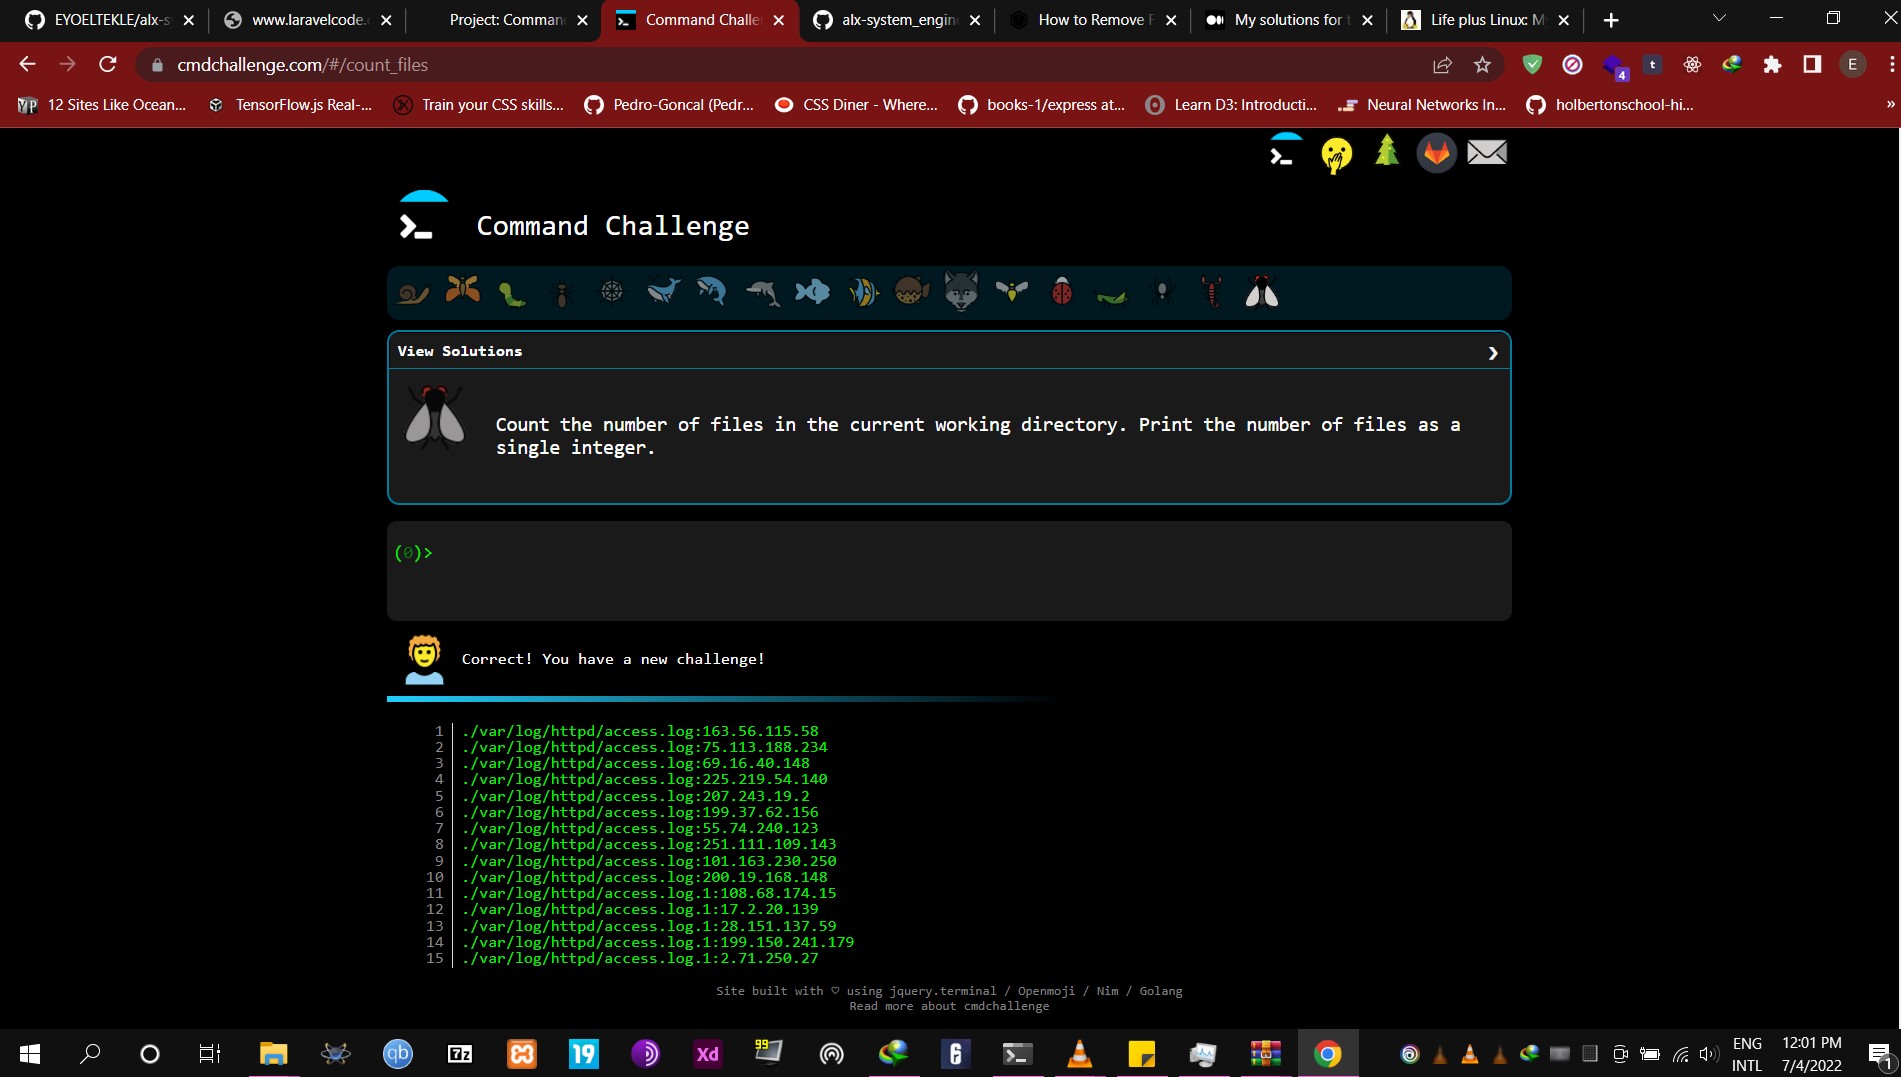 EYOELTEKLE/alx-s
www.laravelcode.
Project: Comman
Command Challe
alx-system_engin
How to Remove F
My solutions for t
Life plus Linux: M
cmdchallenge.com/#/count_files
4
t
E
12 Sites Like Ocean...
TensorFlow.js Real-...
Train your CSS skills...
Pedro-Goncal (Pedr...
CSS Diner - Where...
books-1/express at...
Learn D3: Introducti...
Neural Networks In...
holbertonschool-hi...
»
Command Challenge
View Solutions
Count the number of files in the current working directory. Print the number of files as a
single integer.
(0)>
Correct! You have a new challenge!
1 ./var/log/httpd/access.log:163.56.115.58
2 ./var/log/httpd/access.log:75.113.188.234
3 ./var/log/httpd/access.log:69.16.40.148
4 ./var/log/httpd/access.log:225.219.54.140
5 ./var/log/httpd/access.log:207.243.19.2
6 ./var/log/httpd/access.log:199.37.62.156
7 ./var/log/httpd/access.log:55.74.240.123
8 ./var/log/httpd/access.log:251.111.109.143
9 ./var/log/httpd/access.log:101.163.230.250
10 ./var/log/httpd/access.log:200.19.168.148
11 ./var/log/httpd/access.log.1:108.68.174.15
12 ./var/log/httpd/access.log.1:17.2.20.139
13 ./var/log/httpd/access.log.1:28.151.137.59
14 ./var/log/httpd/access.log.1:199.150.241.179
15 ./var/log/httpd/access.log.1:2.71.250.27
Site built with ♡ using jquery.terminal / Openmoji / Nim / Golang
Read more about cmdchallenge
qb
7z
19
Xd
99
6
ENG
INTL
12:01 PM
7/4/2022
1